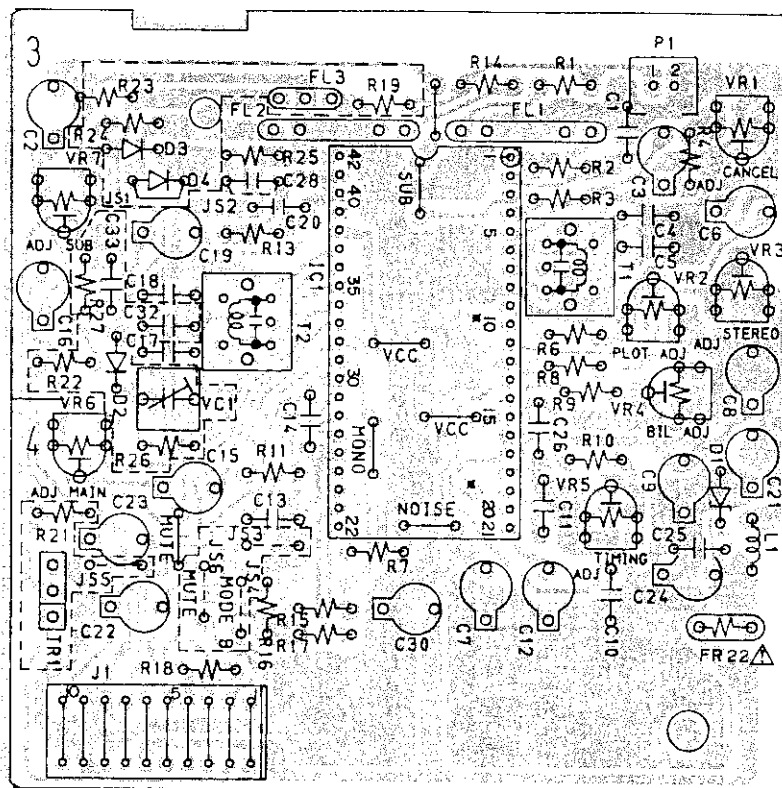 3
P1
1 2
R14
R1
VR1
FL3
R19
R23
C2
FL2
FL1
C1
R24
R4
VR7
D3
CANCEL
ADJ
R25
42
1
R2
D4
C28
40
SUB
R3
C3
JS1
JS2
C20
C4
C6
ADJ SUB
C33
R13
5
C5
VR3
C19
IC1
T1
VR2
C18
35
C16
R27
C32
T2
10
STEREO
C17
PLOT ADJ
ADJ
VCC
R6
R22
D2
R8
30
VR6
VC1
R9
VR4
C8
4
C14
VCC
15
C26
BIL ADJ
MONO
R26
C15
R11
R10
D1
C21
ADJ MAIN
C23
C9
VR5
R21
MUTE
C13
NOISE
20
C11
C25
L1
JS3
22
21
TIMING
JS5
JS6
JS4
R7
ADJ
MUTE
MODE B
C24
C22
R15
TR1
R16
R17
C30
C7
C12
C10
R18
FR22
J1
10
5
1